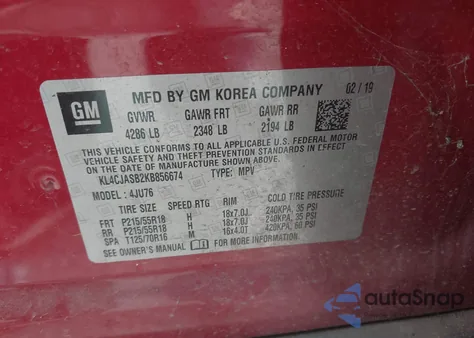 GM
MFD BY GM KOREA COMPANY 02 / 19
GVWR GAWR FRT GAWR RR
4286 LB 2348 LB 2194 LB
THIS VEHICLE CONFORMS TO ALL APPLICABLE U.S. FEDERAL MOTOR
VEHICLE SAFETY, BUMPER, AND THEFT PREVENTION STANDARDS IN
EFFECT ON THE DATE OF MANUFACTURE SHOWN ABOVE.
KL4CJASB2KB856674 TYPE: MPV
MODEL: 4JU76
TIRE SIZE SPEED RTG RIM COLD TIRE PRESSURE
FRT P215/55R18 H 18x7.0J 240KPA, 35 PSI
RR P215/55R18 H 18x7.0J 240KPA, 35 PSI
SPA T125/70R16 M 16x4.0T 420KPA, 60 PSI
SEE OWNER'S MANUAL FOR MORE INFORMATION.
autoSnap